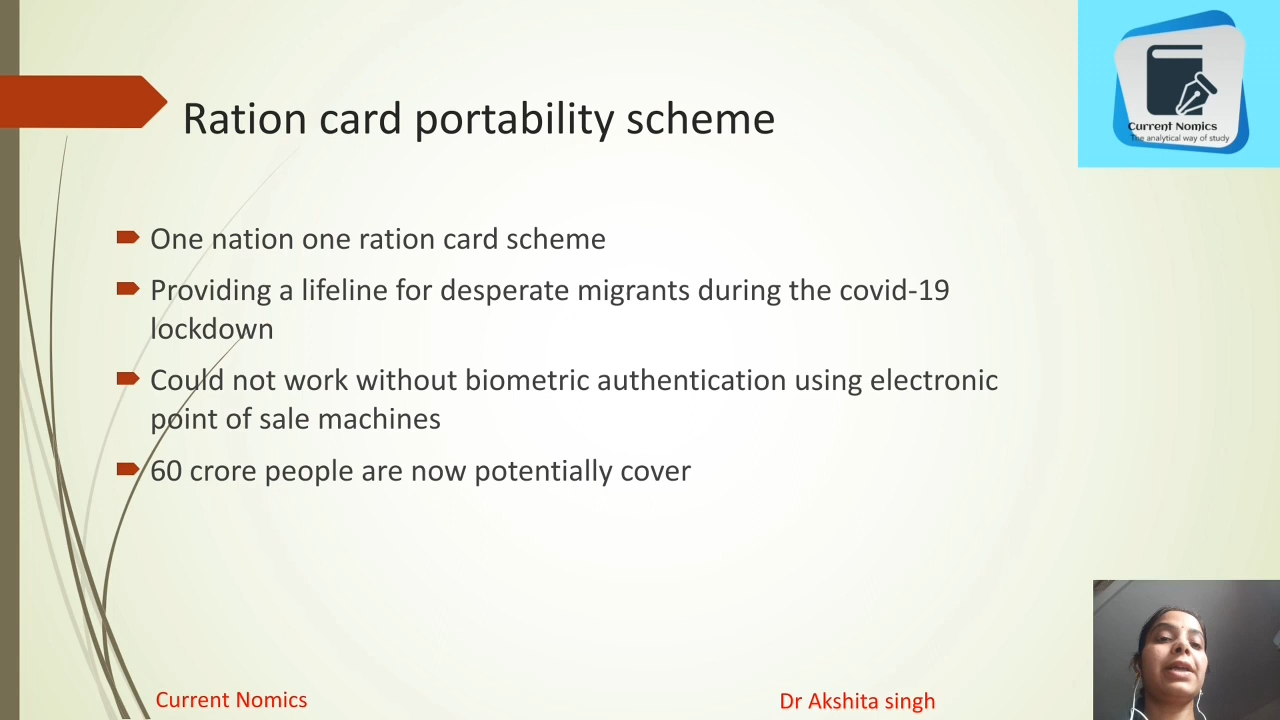 Current Nomics
The analytical way of study
Ration card portability scheme
One nation one ration card scheme
Providing a lifeline for desperate migrants during the covid-19
lockdown
Could not work without biometric authentication using electronic
point of sale machines
60 crore people are now potentially cover
Current Nomics
Dr Akshita singh